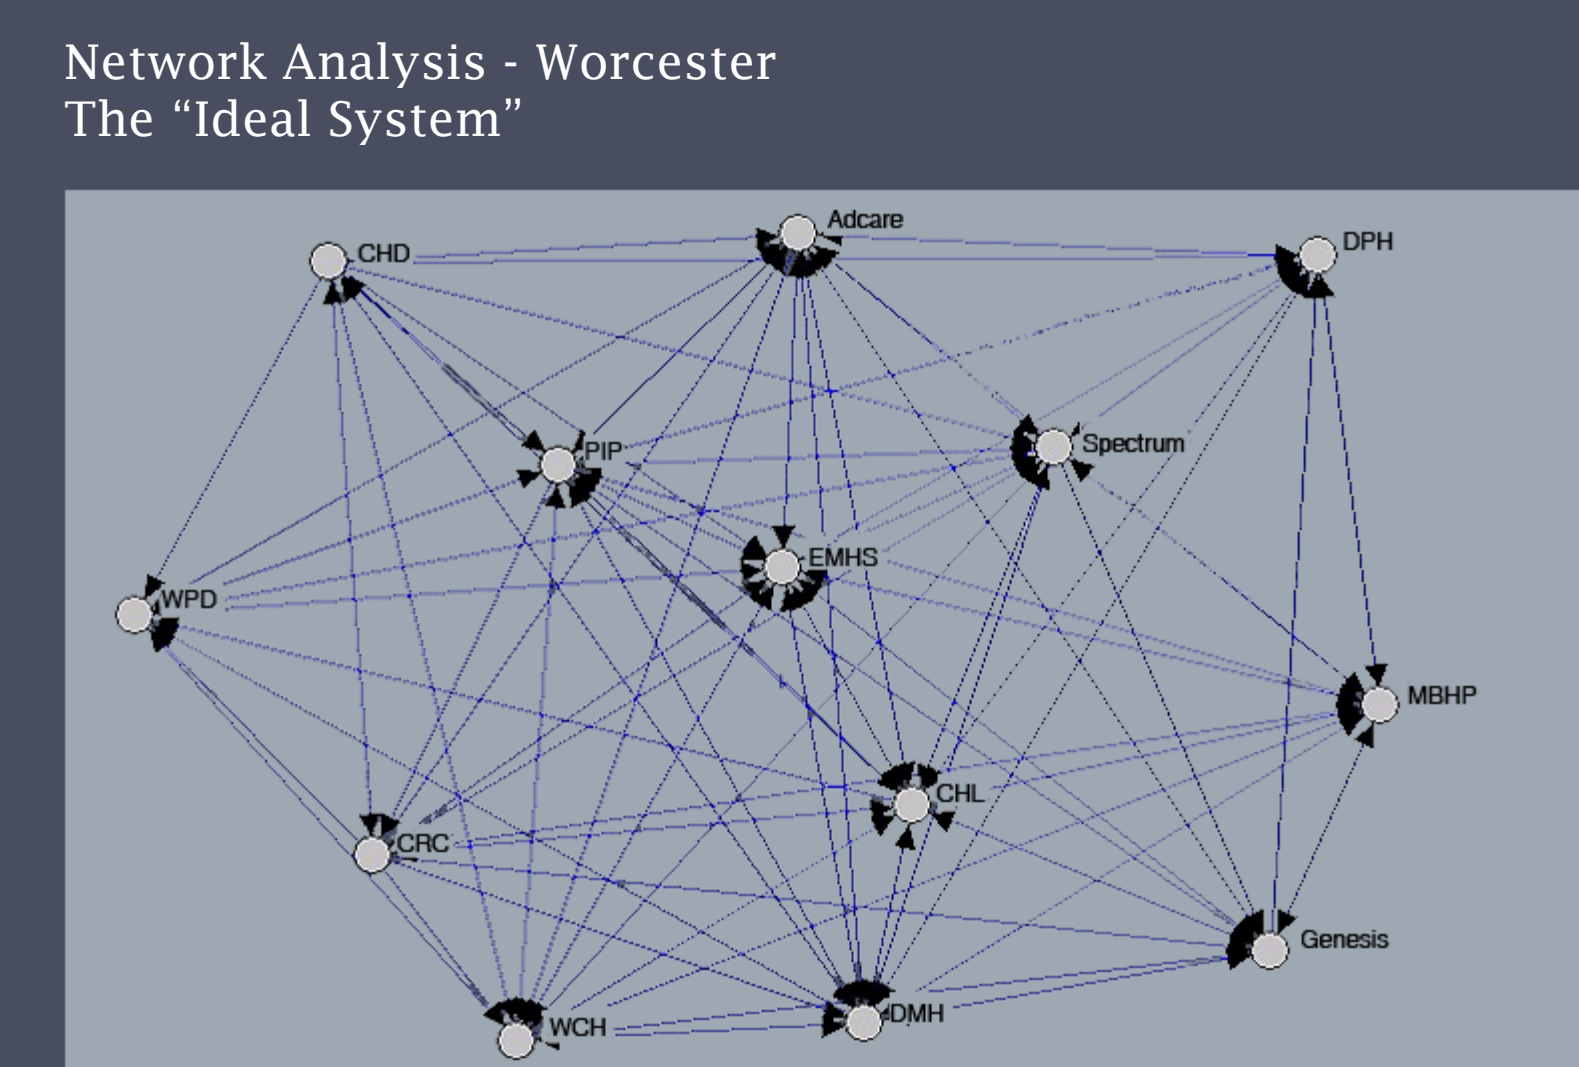 Network Analysis - Worcester
The “Ideal System”
Adcare
CHD
DPH
PIP
Spectrum
EMHS
WPD
MBHP
CHL
CRC
Genesis
WCH
DMH